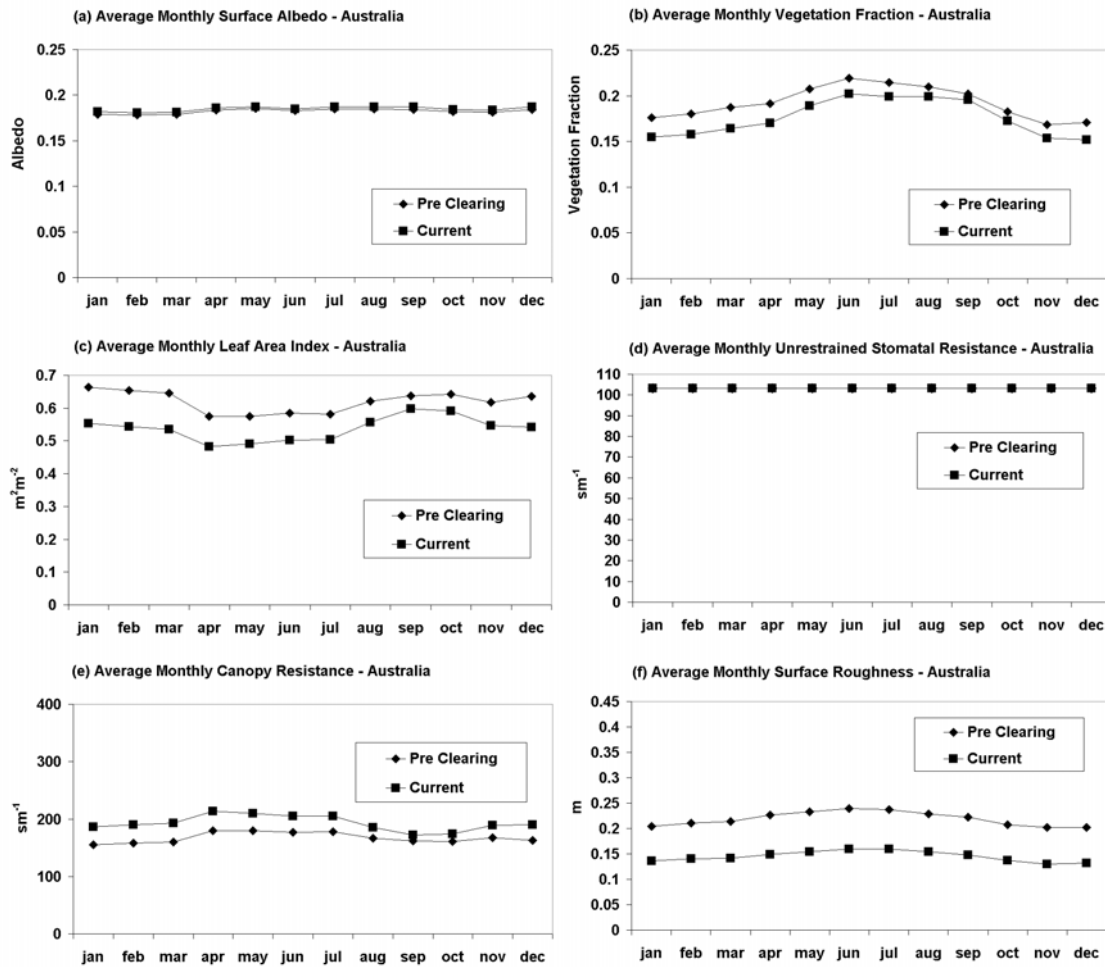 (a) Average Monthly Surface Albedo - Australia
0.25
0.2
0.15
0.1
0.05
0
Albedo
Pre Clearing
Current
jan feb mar apr may jun jul aug sep oct nov dec
(b) Average Monthly Vegetation Fraction - Australia
0.25
0.2
0.15
0.1
0.05
0
Vegetation Fraction
Pre Clearing
Current
jan feb mar apr may jun jul aug sep oct nov dec
(c) Average Monthly Leaf Area Index - Australia
0.7
0.6
0.5
0.4
0.3
0.2
0.1
0
m²m⁻²
Pre Clearing
Current
jan feb mar apr may jun jul aug sep oct nov dec
(d) Average Monthly Unrestrained Stomatal Resistance - Australia
110
100
90
80
70
60
50
40
30
20
10
0
sm⁻¹
Pre Clearing
Current
jan feb mar apr may jun jul aug sep oct nov dec
(e) Average Monthly Canopy Resistance - Australia
400
300
200
100
0
sm⁻¹
Pre Clearing
Current
jan feb mar apr may jun jul aug sep oct nov dec
(f) Average Monthly Surface Roughness - Australia
0.45
0.4
0.35
0.3
0.25
0.2
0.15
0.1
0.05
0
m
Pre Clearing
Current
jan feb mar apr may jun jul aug sep oct nov dec